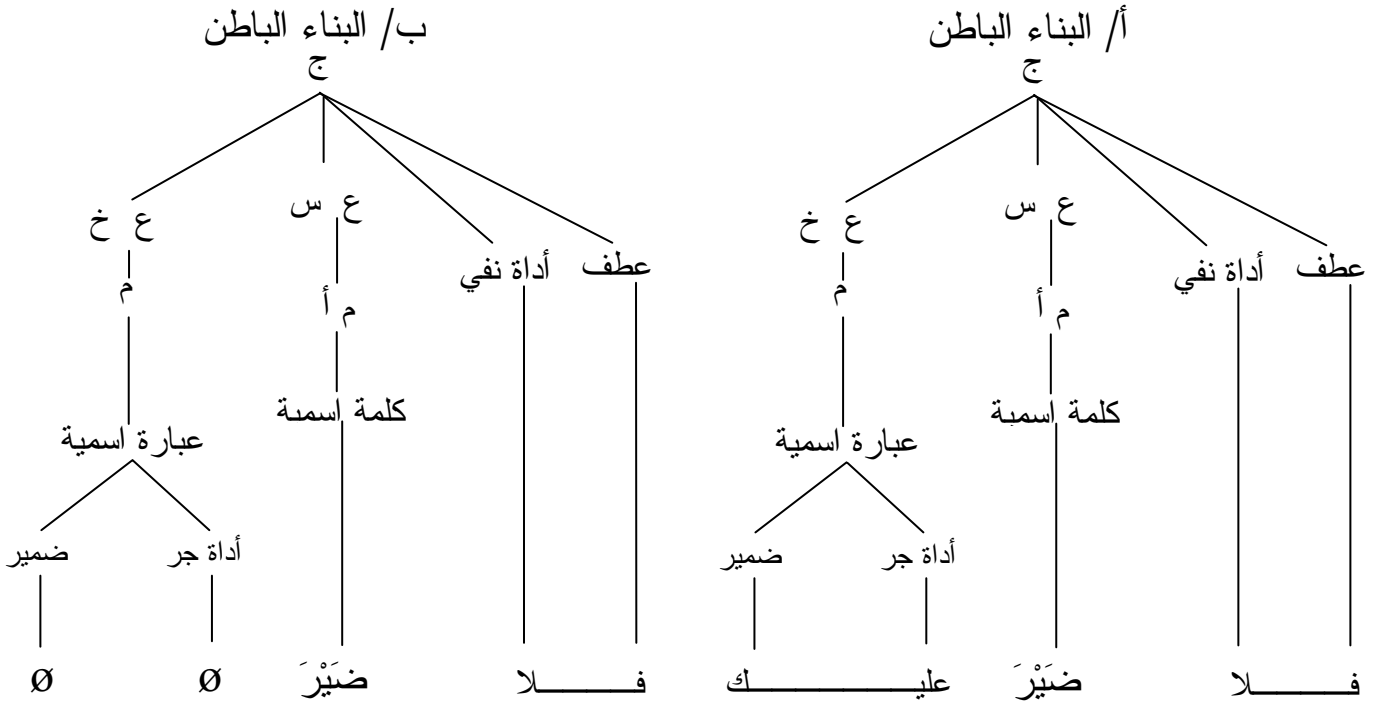 أ/ البناء الباطن
ج
ع س
ع خ
عطف
أداة نفي
م
م أ
كلمة اسمية
عبارة اسمية
أداة جر
ضمير
فـــــلا
ضَيْرَ
عليـــــــــك
ب/ البناء الباطن
ج
ع س
ع خ
عطف
أداة نفي
م
م أ
كلمة اسمية
عبارة اسمية
أداة جر
ضمير
فـــــلا
ضَيْرَ
Ø
Ø